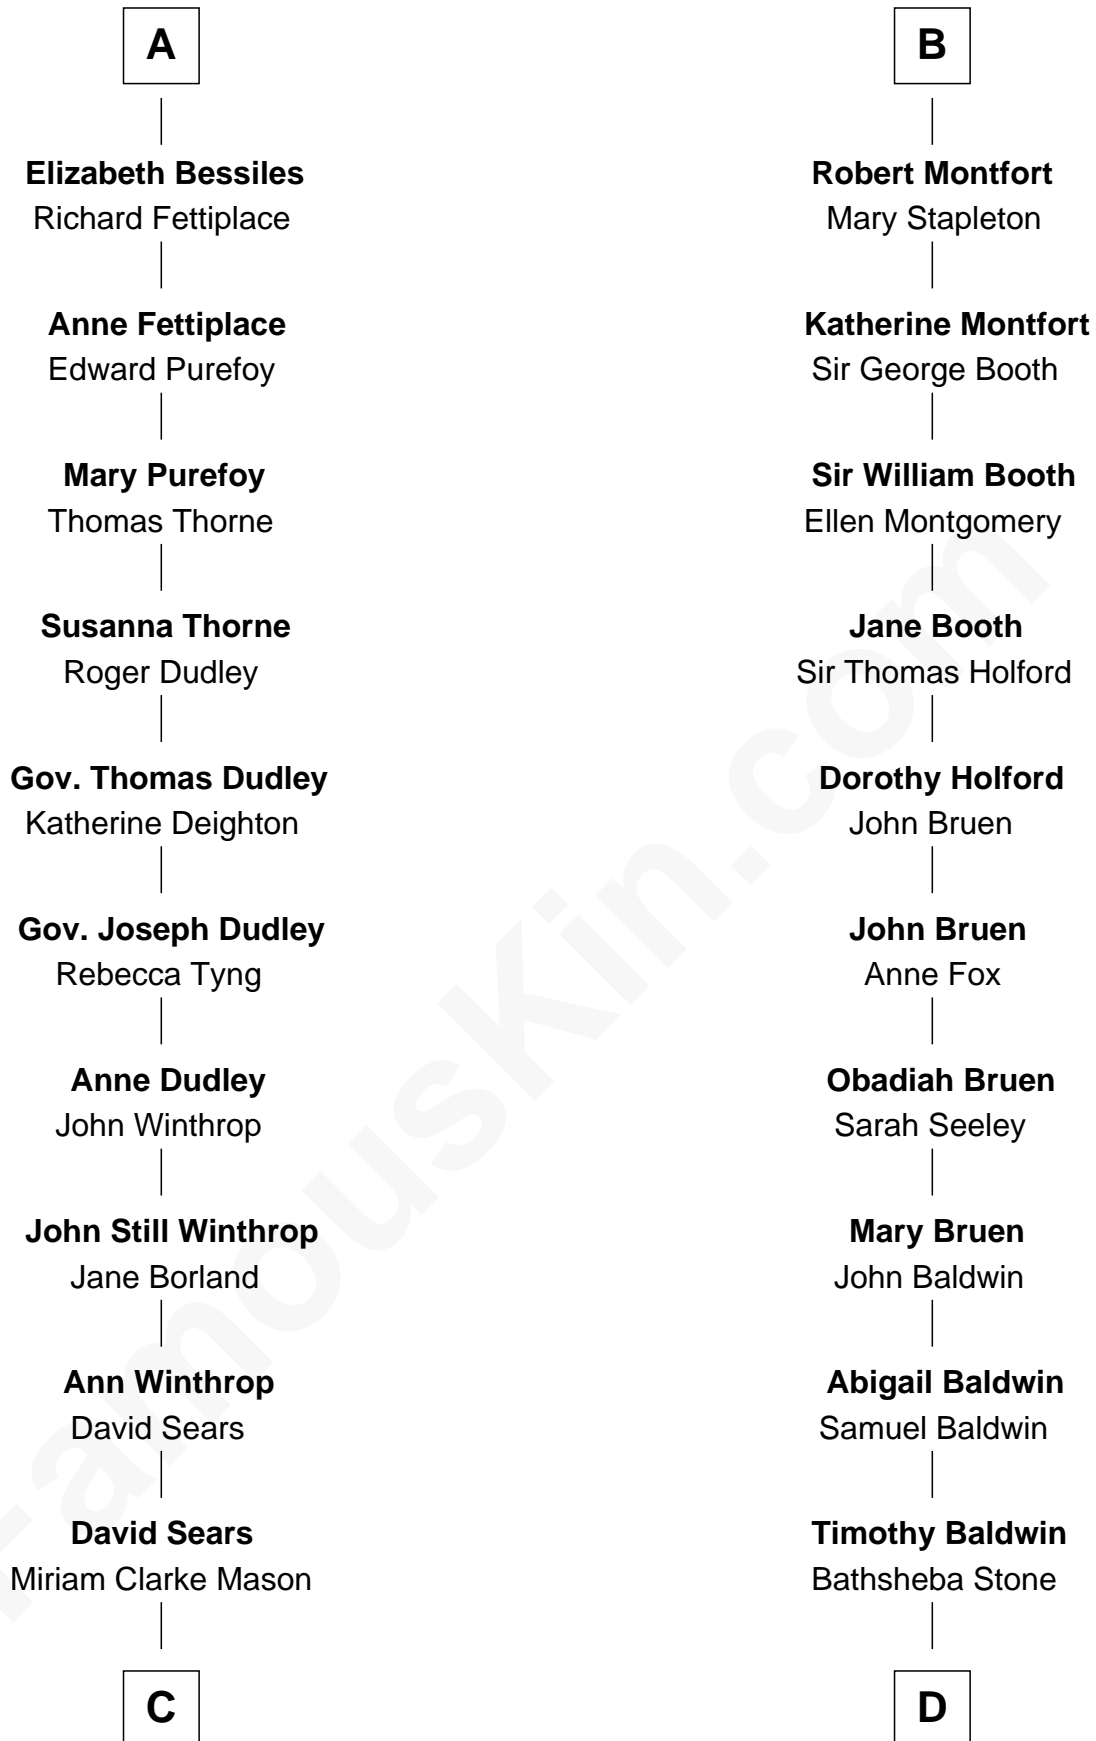 A
Elizabeth Bessiles
Richard Fettiplace
Anne Fettiplace
Edward Purefoy
Mary Purefoy
Thomas Thorne
Susanna Thorne
Roger Dudley
Gov. Thomas Dudley
Katherine Deighton
Gov. Joseph Dudley
Rebecca Tyng
Anne Dudley
John Winthrop
John Still Winthrop
Jane Borland
Ann Winthrop
David Sears
David Sears
Miriam Clarke Mason
C
B
Robert Montfort
Mary Stapleton
Katherine Montfort
Sir George Booth
Sir William Booth
Ellen Montgomery
Jane Booth
Sir Thomas Holford
Dorothy Holford
John Bruen
John Bruen
Anne Fox
Obadiah Bruen
Sarah Seeley
Mary Bruen
John Baldwin
Abigail Baldwin
Samuel Baldwin
Timothy Baldwin
Bathsheba Stone
D
FamousKin.com